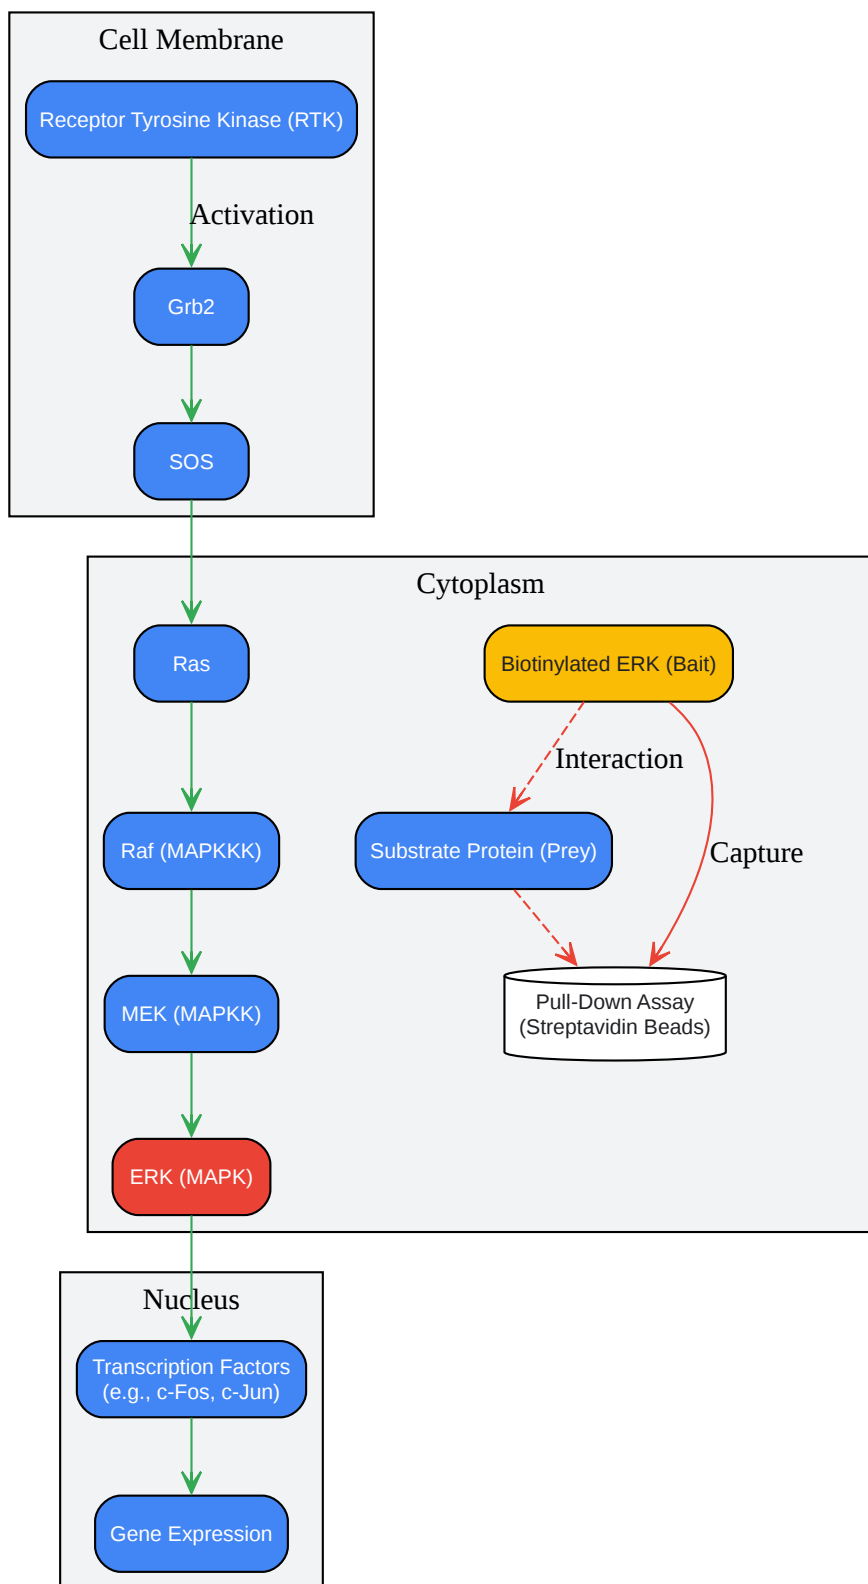 Cell Membrane
Receptor Tyrosine Kinase (RTK)
Activation
Grb2
SOS
Cytoplasm
Ras
Biotinylated ERK (Bait)
Interaction
Raf (MAPKKK)
Substrate Protein (Prey)
Capture
MEK (MAPKK)
Pull-Down Assay
(Streptavidin Beads)
ERK (MAPK)
Nucleus
Transcription Factors
(e.g., c-Fos, c-Jun)
Gene Expression